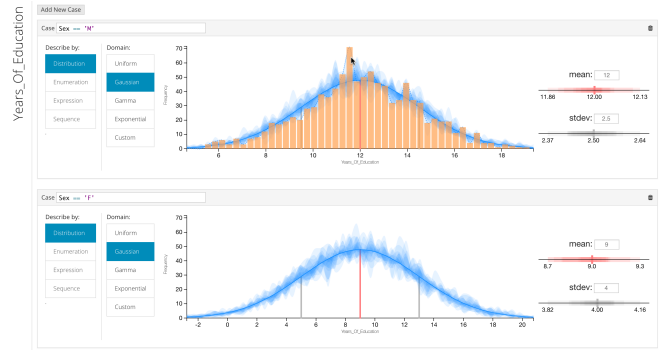 Years_Of_Education
Add New Case
Case Sex == 'M'
Describe by:
Distribution
Enumeration
Expression
Sequence
Domain:
Uniform
Gaussian
Gamma
Exponential
Custom
Frequency
70
60
50
40
30
20
10
0
6 8 10 12 14 16 18
Years_Of_Education
mean: 12
11.86 12.00 12.13
stdev: 2.5
2.37 2.50 2.64
Case Sex == 'F'
Describe by:
Distribution
Enumeration
Expression
Sequence
Domain:
Uniform
Gaussian
Gamma
Exponential
Custom
Frequency
70
60
50
40
30
20
10
0
-2 0 2 4 6 8 10 12 14 16 18 20
Years_Of_Education
mean: 9
8.7 9.0 9.3
stdev: 4
3.82 4.00 4.16